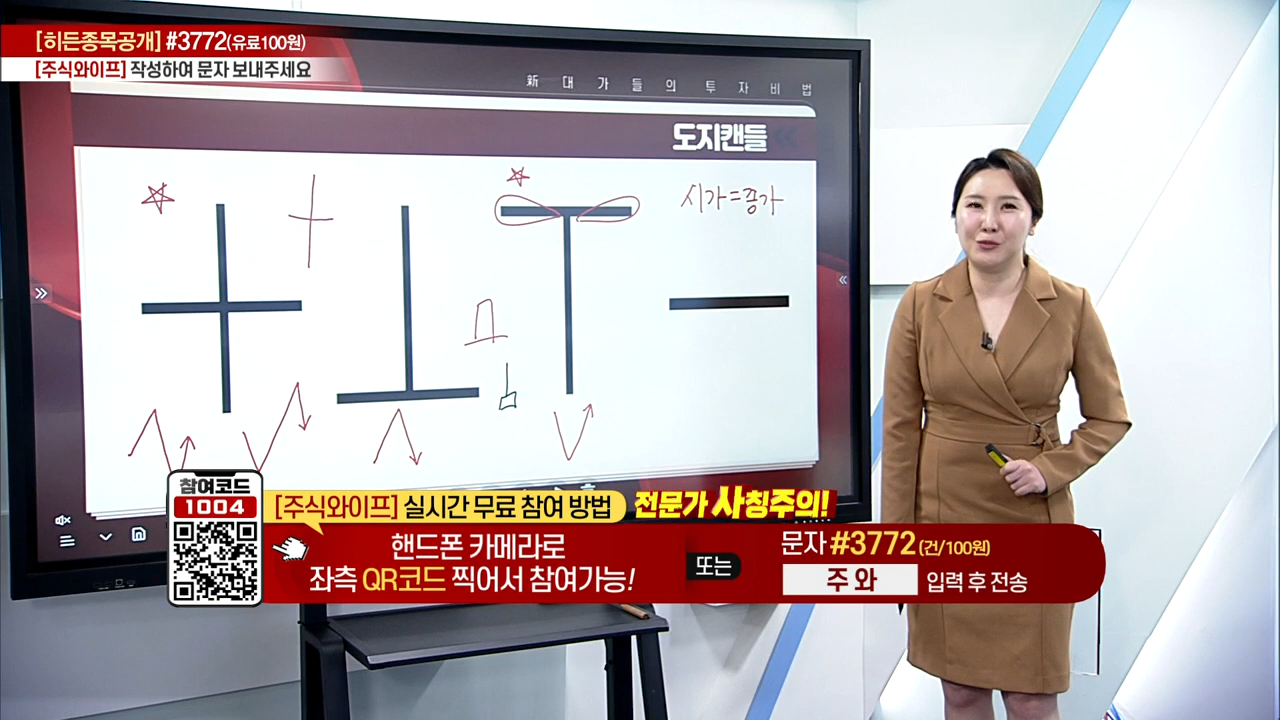 [히든종목공개] #3772(유료100원)
[주식와이프] 작성하여 문자 보내주세요
新 대가들의 투자비법
도지캔들
시가=종가
참여코드
1004
[주식와이프] 실시간 무료 참여 방법
전문가 사칭주의!
핸드폰 카메라로
좌측 QR코드 찍어서 참여가능!
또는
문자 #3772 (건/100원)
주 와 입력 후 전송